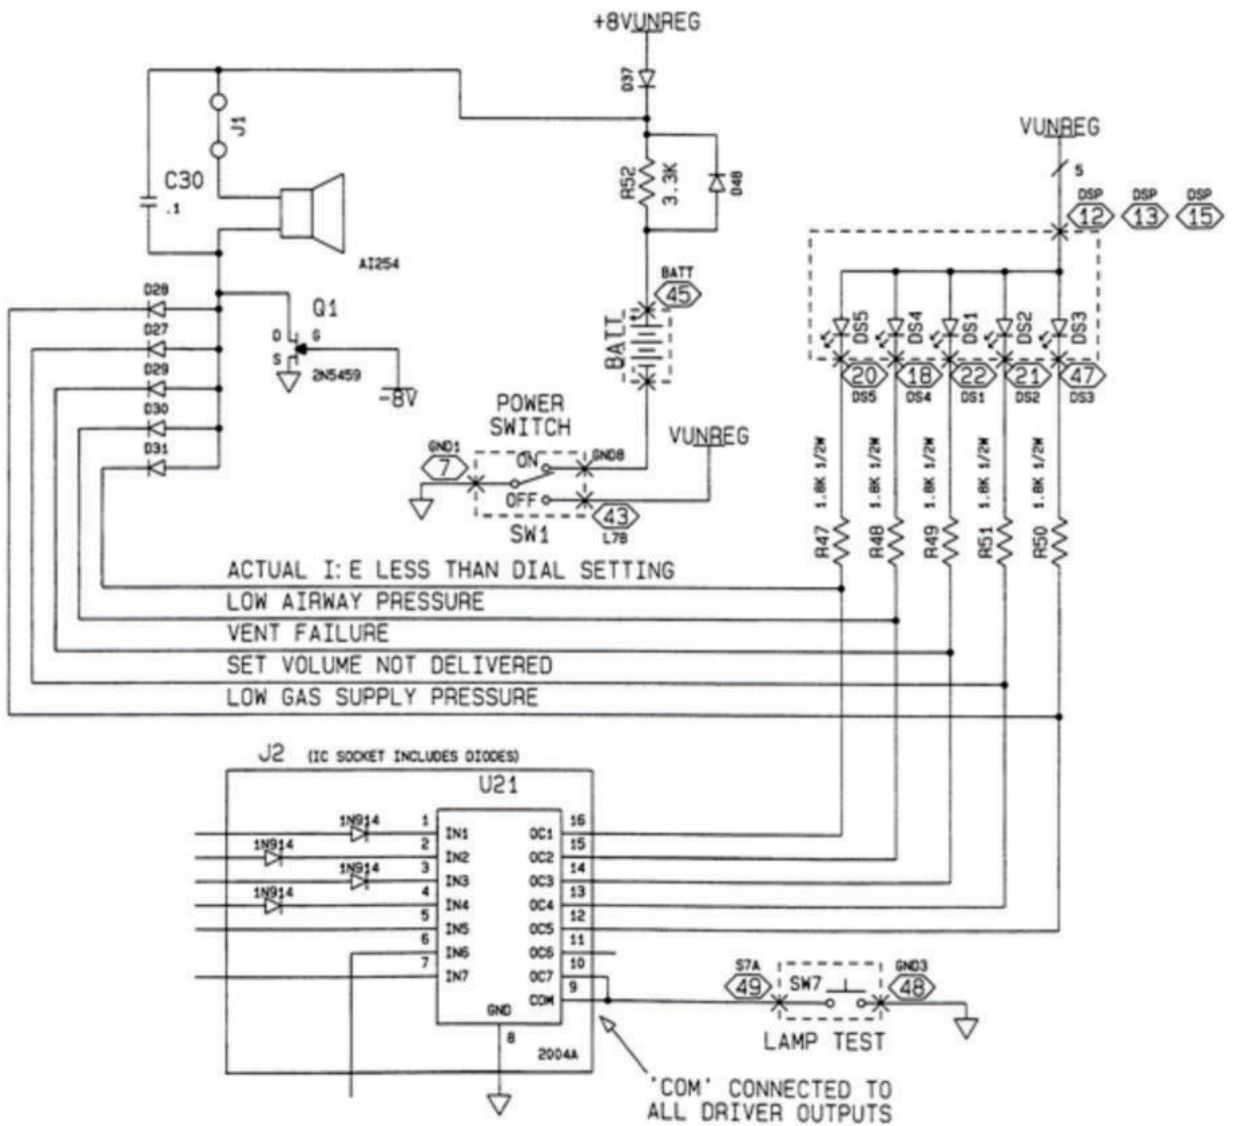 +8VUNREG
D37
J1
C30
.1
R52
3.3K
D48
VUNREG
5
DSP DSP DSP
12 13 15
AI254
D28
D27
D29
D30
D31
Q1
D G
S
2N5459
-8V
BATT
45
BATT
DS5 DS4 DS1 DS2 DS3
20 18 22 21 47
DS5 DS4 DS1 DS2 DS3
POWER
SWITCH
VUNREG
GND1
7
ON
GND8
OFF
43
L7B
SW1
1.8K 1/2W 1.8K 1/2W 1.8K 1/2W 1.8K 1/2W 1.8K 1/2W
R47 R48 R49 R51 R50
ACTUAL I:E LESS THAN DIAL SETTING
LOW AIRWAY PRESSURE
VENT FAILURE
SET VOLUME NOT DELIVERED
LOW GAS SUPPLY PRESSURE
J2 (IC SOCKET INCLUDES DIODES)
U21
1N914 1 IN1 OC1 16
1N914 2 IN2 OC2 15
1N914 3 IN3 OC3 14
1N914 4 IN4 OC4 13
5 IN5 OC5 12
6 IN6 OC6 11
7 IN7 OC7 10
COM 9
GND
8
2004A
S7A
49
SW7
GND3
48
LAMP TEST
'COM' CONNECTED TO
ALL DRIVER OUTPUTS